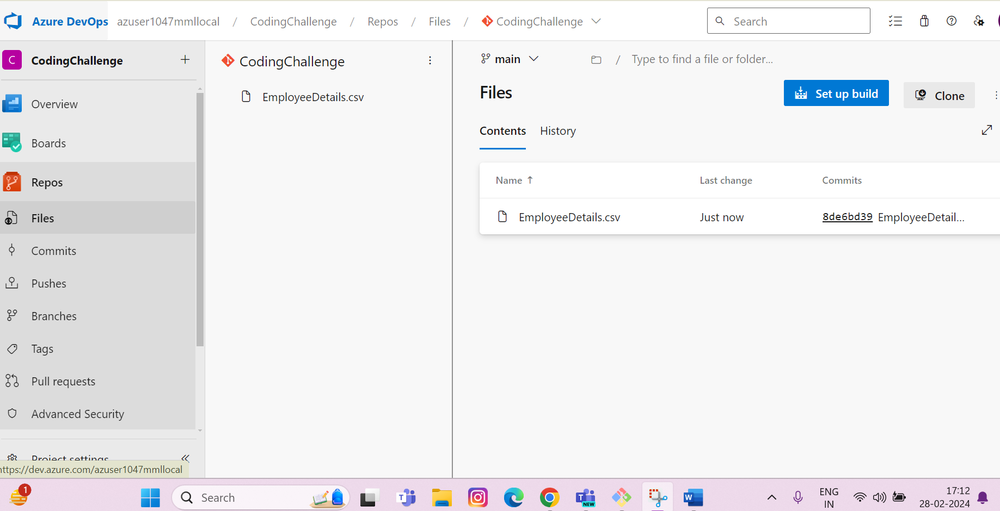 Azure DevOps azuser1047mmllocal / CodingChallenge / Repos / Files / CodingChallenge
Search
C CodingChallenge +
Overview
Boards
Repos
Files
Commits
Pushes
Branches
Tags
Pull requests
Advanced Security
Project settings
https://dev.azure.com/azuser1047mmllocal
CodingChallenge
EmployeeDetails.csv
main / Type to find a file or folder...
Files
Set up build
Clone
Contents History
Name ↑ Last change Commits
EmployeeDetails.csv Just now 8de6bd39 EmployeeDetail...
1
Search
T
T
NEW
W
ENG
IN
17:12
28-02-2024